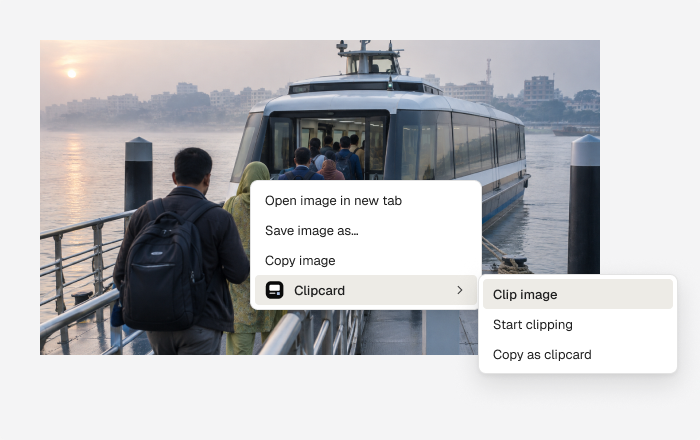 Open image in new tab
Save image as...
Copy image
Clipcard
Clip image
Start clipping
Copy as clipcard